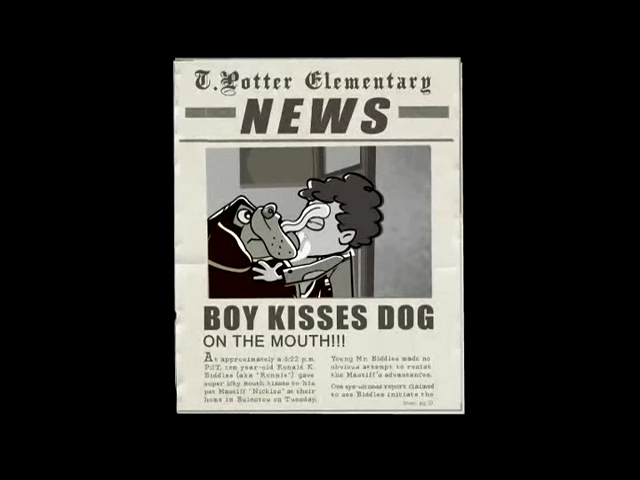 T. Potter Elementary
NEWS
BOY KISSES DOG
ON THE MOUTH!!!
At approximately a 5:22 p.m.
PST, ten year-old Ronald K.
Biddles (aka "Ronnie") gave
super icky mouth kisses to his
pet Mastiff "Nickiss" at their
home in on Tuesday.
Young Mr. Biddles made no
obvious attempt to resist
the Mastiff's advances.
One eye-witness report claimed
to see Biddles initiate the